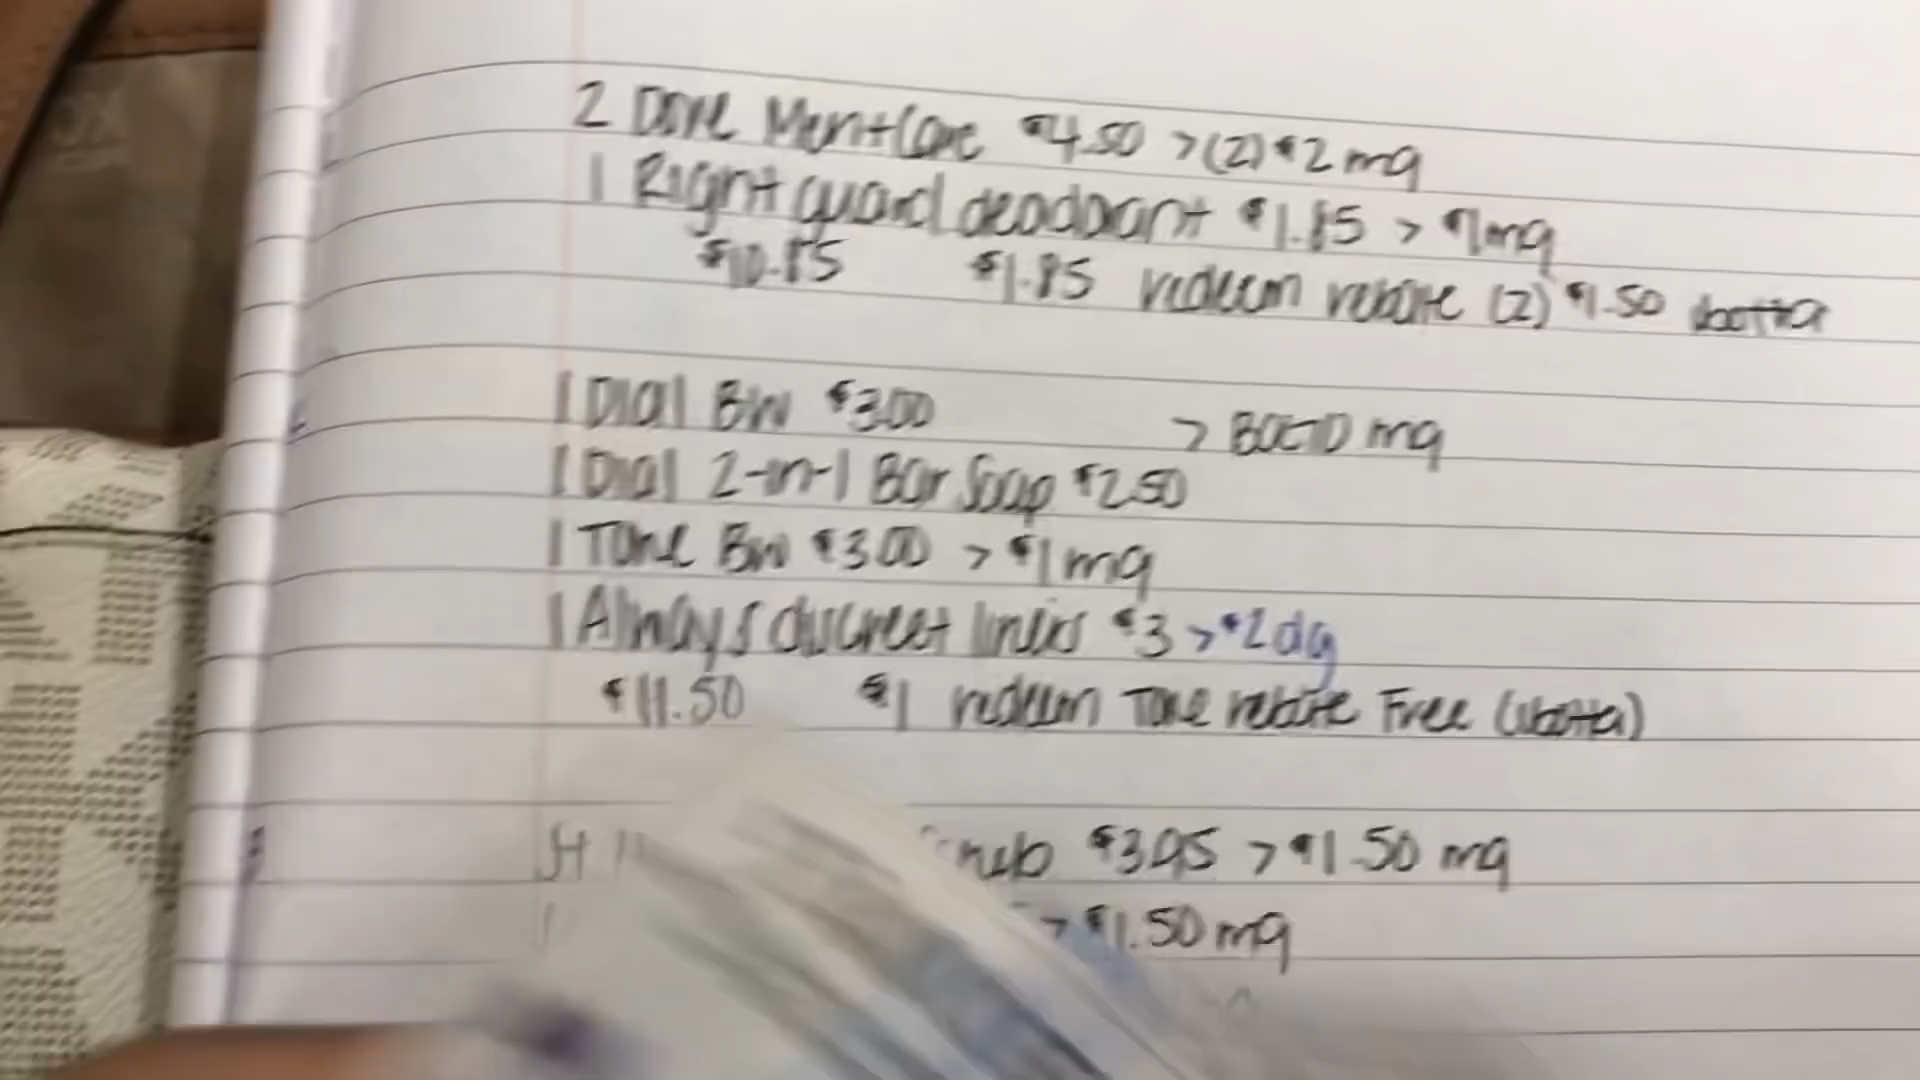 2 Dove Men+Care $4.50 >(2) $2 mq
1 Right guard deodorant $1.85 > $1 mq
$10.85 $1.85 redeem rebate (2) $1.50 ibotta
1 Dial BW $3.00 > BOGO mq
1 Dial 2-in-1 Bar Soap $2.50
1 Tone BW $3.00 > $1 mq
1 Always discreet liners $3 > $2 dq
$11.50 $1 redeem Tone rebate Free (ibotta)
St $3.95 > $1.50 mq
> $1.50 mq